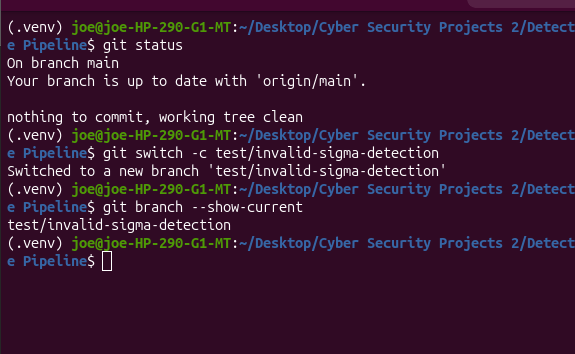 (.venv) joe@joe-HP-290-G1-MT:~/Desktop/Cyber Security Projects 2/Detect
e Pipeline$ git status
On branch main
Your branch is up to date with 'origin/main'.
nothing to commit, working tree clean
(.venv) joe@joe-HP-290-G1-MT:~/Desktop/Cyber Security Projects 2/Detect
e Pipeline$ git switch -c test/invalid-sigma-detection
Switched to a new branch 'test/invalid-sigma-detection'
(.venv) joe@joe-HP-290-G1-MT:~/Desktop/Cyber Security Projects 2/Detect
e Pipeline$ git branch --show-current
test/invalid-sigma-detection
(.venv) joe@joe-HP-290-G1-MT:~/Desktop/Cyber Security Projects 2/Detect
e Pipeline$